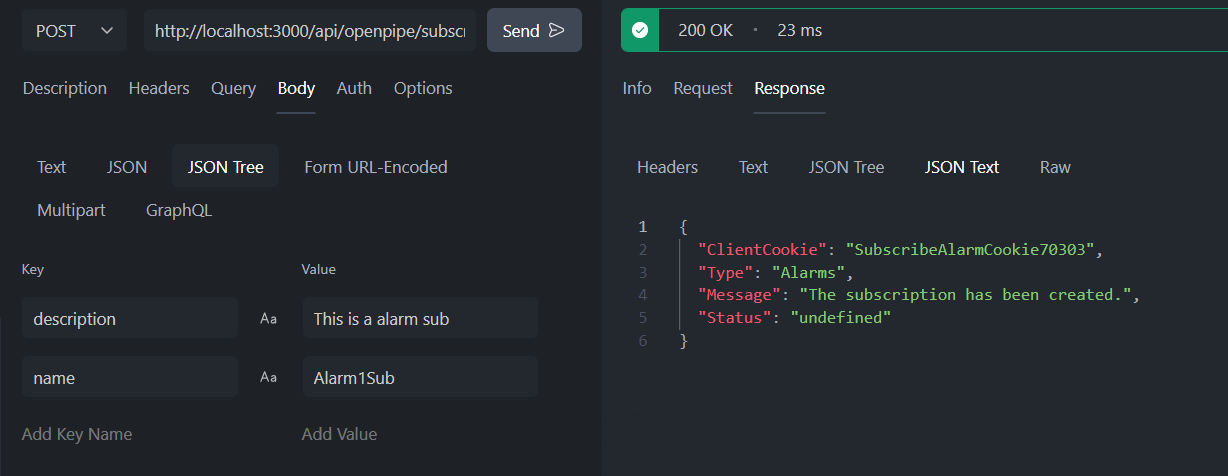 POST
http://localhost:3000/api/openpipe/subsc
Send
200 OK • 23 ms
Description Headers Query Body Auth Options
Info Request Response
Text JSON JSON Tree Form URL-Encoded
Multipart GraphQL
Headers Text JSON Tree JSON Text Raw
Key Value
description Aa This is a alarm sub
name Aa Alarm1Sub
Add Key Name Add Value
1 {
2 "ClientCookie": "SubscribeAlarmCookie70303",
3 "Type": "Alarms",
4 "Message": "The subscription has been created.",
5 "Status": "undefined"
6 }